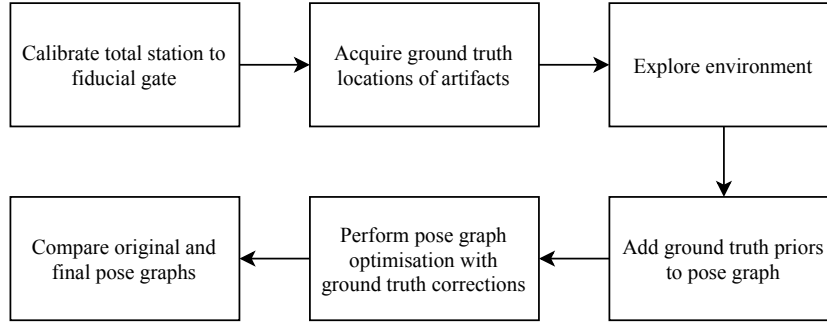 Calibrate total station to
fiducial gate
Acquire ground truth
locations of artifacts
Explore environment
Add ground truth priors
to pose graph
Perform pose graph
optimisation with
ground truth corrections
Compare original and
final pose graphs